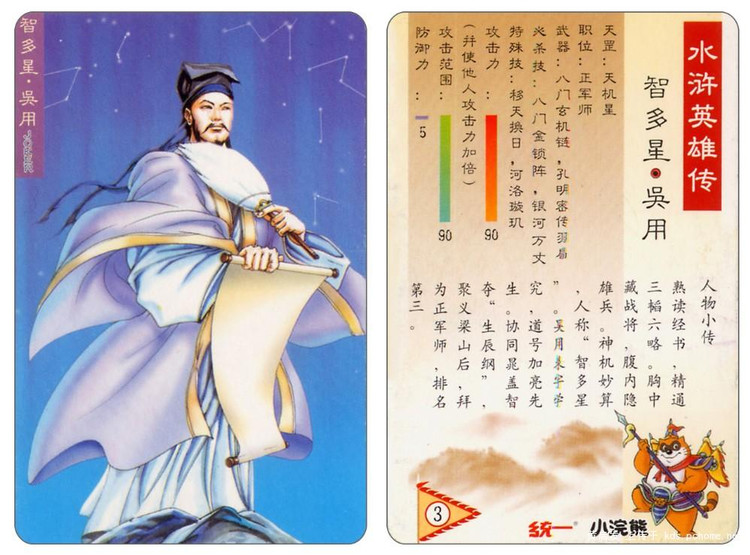 智多星·吳用
水浒英雄传
智多星·吳用
天罡：天机星
职位：正军师
武器：八门玄机链，孔明密传羽扇
必杀技：八门金锁阵，银河万丈
特殊技：移天换日，河洛璇玑
攻击力：90
（并使他人攻击力加倍）
攻击范围：90
防御力：5
人物小传
熟读经书，精通
三韬六略。胸中
藏战将，腹内隐
雄兵。神机妙算
，人称“智多星
”。吴用表字学
究，道号加亮先
生。协同晁盖智
夺“生辰纲”，
聚义梁山后，拜
为正军师，排名
第三。
3
统一
小浣熊